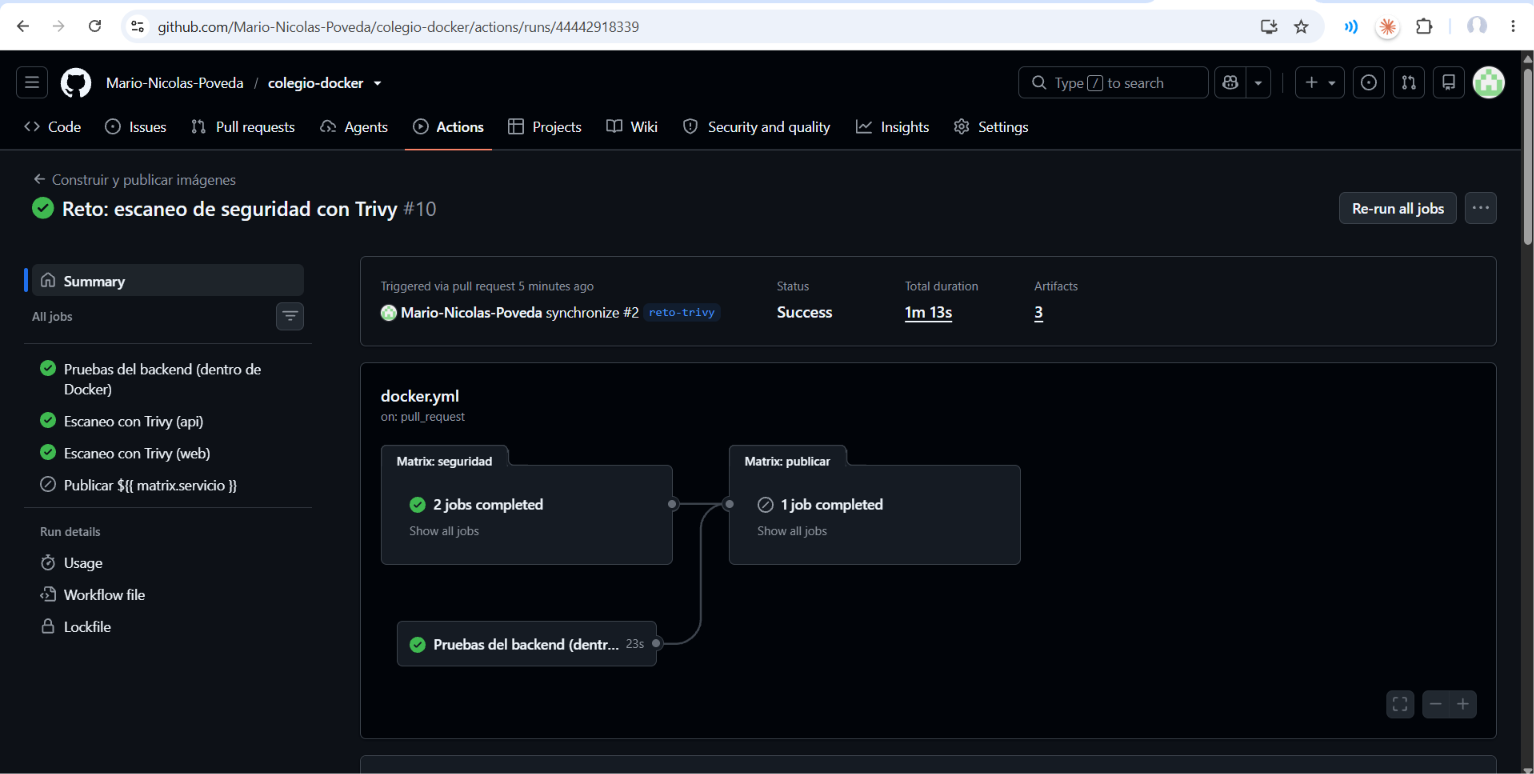 github.com/Mario-Nicolas-Poveda/colegio-docker/actions/runs/44442918339
Mario-Nicolas-Poveda / colegio-docker
Type / to search
Code Issues Pull requests Agents Actions Projects Wiki Security and quality Insights Settings
Construir y publicar imágenes
Reto: escaneo de seguridad con Trivy #10
Re-run all jobs
Summary
All jobs
Pruebas del backend (dentro de
Docker)
Escaneo con Trivy (api)
Escaneo con Trivy (web)
Publicar ${{ matrix.servicio }}
Run details
Usage
Workflow file
Lockfile
Triggered via pull request 5 minutes ago
Mario-Nicolas-Poveda synchronize #2 reto-trivy
Status
Success
Total duration
1m 13s
Artifacts
3
docker.yml
on: pull_request
Matrix: seguridad
2 jobs completed
Show all jobs
Matrix: publicar
1 job completed
Show all jobs
Pruebas del backend (dentr... 23s